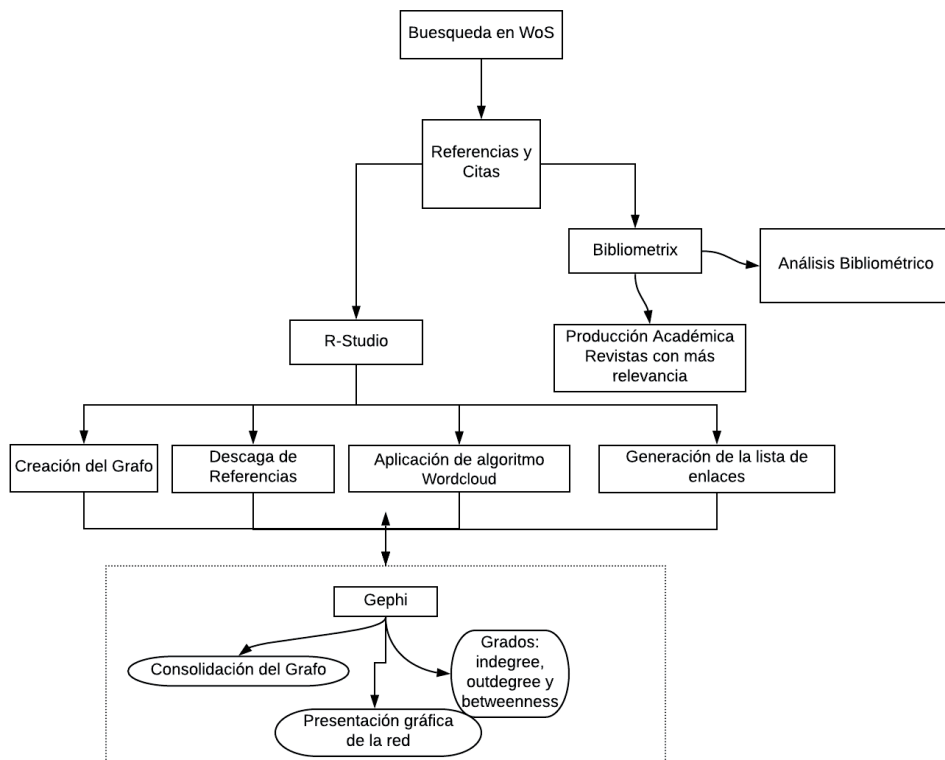 Buesqueda en WoS
Referencias y
Citas
Bibliometrix
Análisis Bibliométrico
Producción Académica
Revistas con más
relevancia
R-Studio
Creación del Grafo
Descaga de
Referencias
Aplicación de algoritmo
Wordcloud
Generación de la lista de
enlaces
Gephi
Consolidación del Grafo
Grados:
indegree,
outdegree y
betweenness
Presentación gráfica
de la red